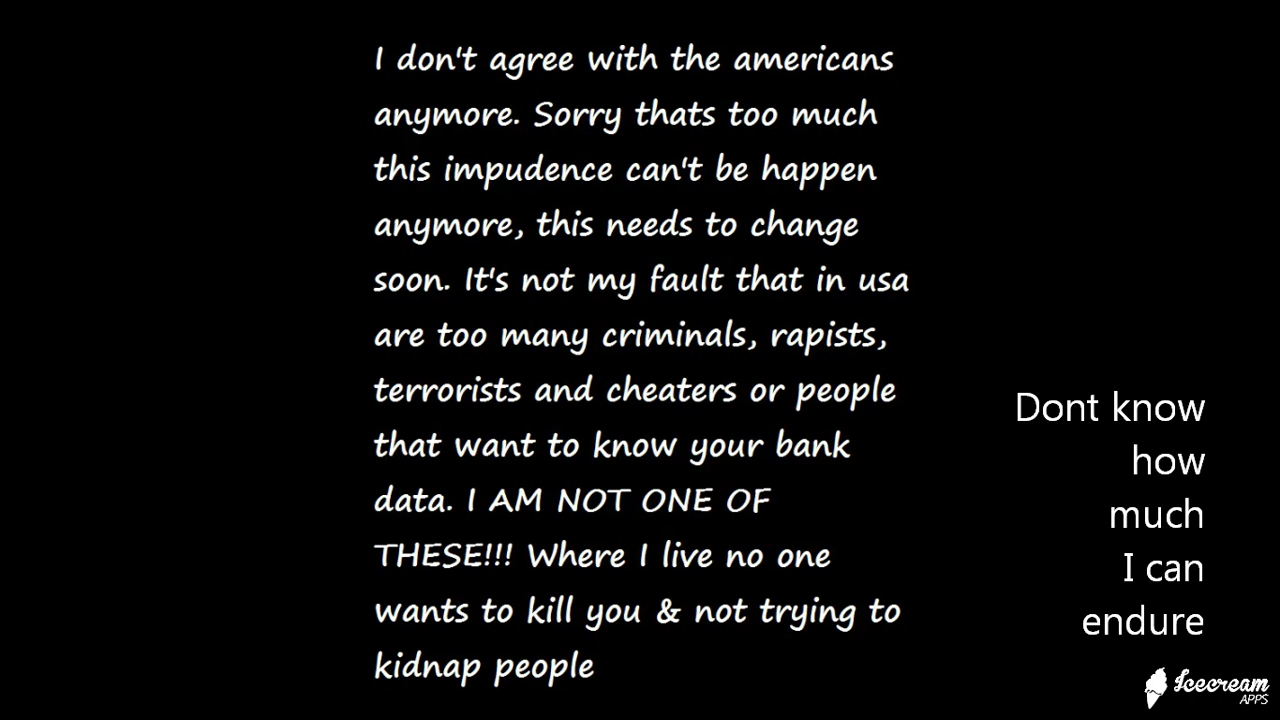 I don't agree with the americans
anymore. Sorry thats too much
this impudence can't be happen
anymore, this needs to change
soon. It's not my fault that in usa
are too many criminals, rapists,
terrorists and cheaters or people
that want to know your bank
data. I AM NOT ONE OF
THESE!!! Where I live no one
wants to kill you & not trying to
kidnap people
Dont know
how
much
I can
endure
Icecream
APPS